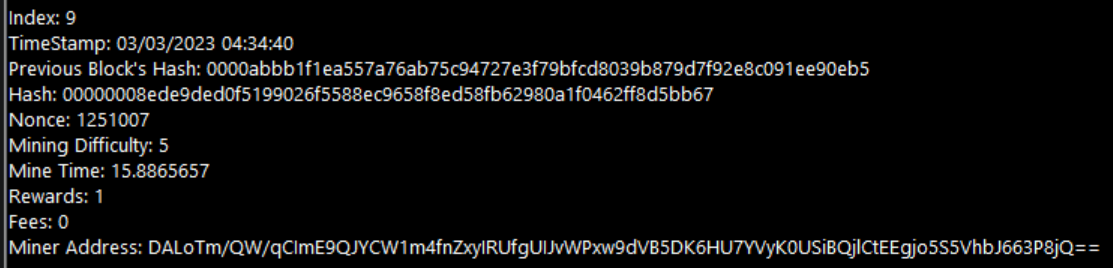 Index: 9
TimeStamp: 03/03/2023 04:34:40
Previous Block's Hash: 0000abbb1f1ea557a76ab75c94727e3f79bfcd8039b879d7f92e8c091ee90eb5
Hash: 00000008ede9ded0f5199026f5588ec9658f8ed58fb62980a1f0462ff8d5bb67
Nonce: 1251007
Mining Difficulty: 5
Mine Time: 15.8865657
Rewards: 1
Fees: 0
Miner Address: DALoTm/QW/qCImE9QJYCW1m4fnZxyIRUfgUIJvWPxw9dVB5DK6HU7YVyK0USiBQjlCtEEgjo5S5VhbJ663P8jQ==